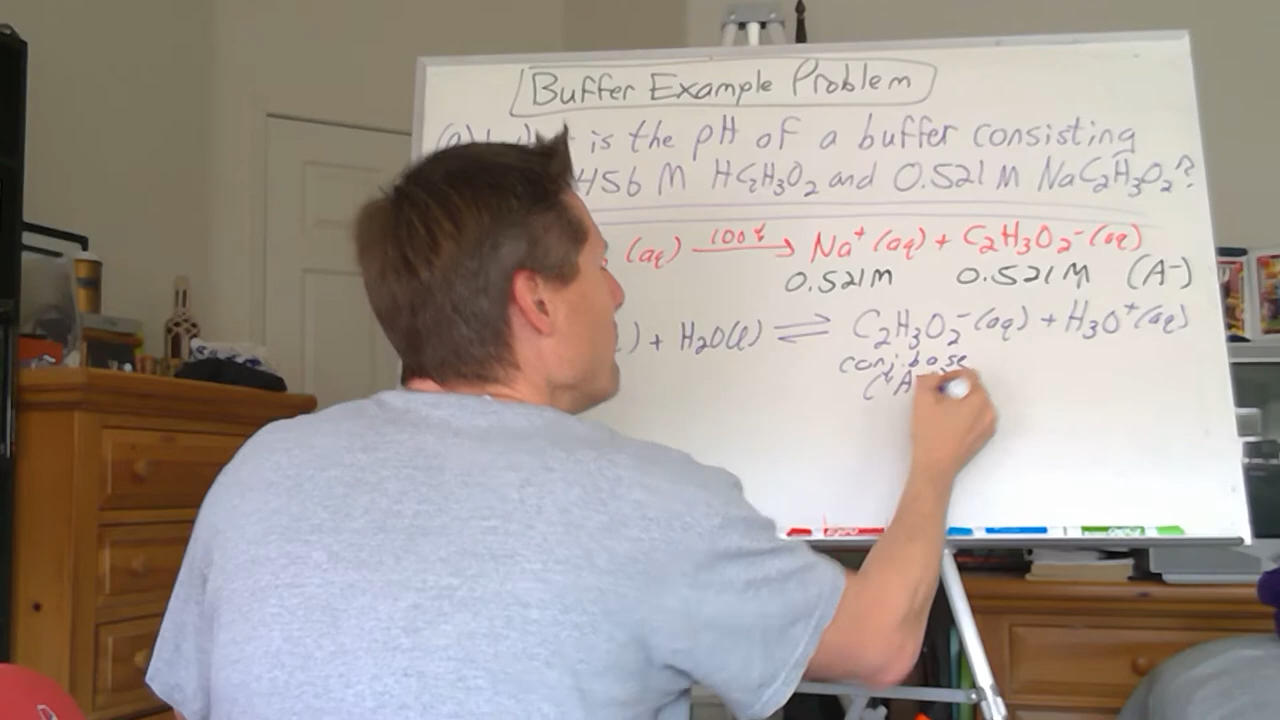 Buffer Example Problem
(a) is the pH of a buffer consisting
456 M HC₂H₃O₂ and 0.521 M NaC₂H₃O₂?
(aq) 100% → Na⁺(aq) + C₂H₃O₂⁻(aq)
0.521M 0.521M (A⁻)
) + H₂O(l) ⇌ C₂H₃O₂⁻(aq) + H₃O⁺(aq)
conj. base
(A⁻